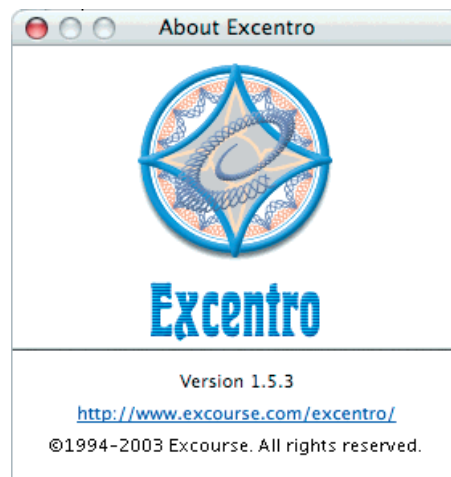 About Excentro
Excentro
Version 1.5.3
http://www.excourse.com/excentro/
©1994-2003 Excourse. All rights reserved.